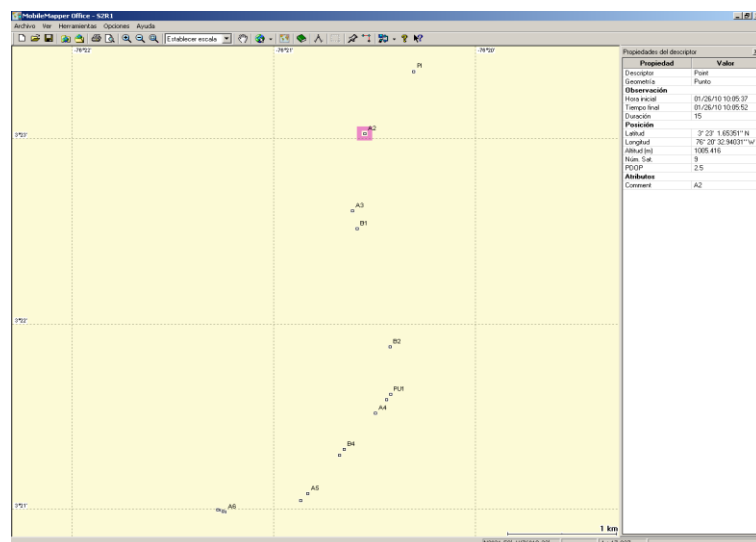 MobileMapper Office - S2R1
Archivo Ver Herramientas Opciones Ayuda
Establecer escala
-76°22' -76°21' -76°20'
Pt
3°23' A2
A3
B1
3°22'
B2
PU1
A4
B4
A5
3°21' A6
1 km
Propiedades del descriptor
Propiedad Valor
Descriptor Point
Geometría Punto
Observación
Hora inicial 01/26/10 10:05:37
Tiempo final 01/26/10 10:05:52
Duración 15
Posición
Latitud 3° 23' 1.65351" N
Longitud 76° 20' 32.94031" W
Altitud (m) 1005.416
Núm. Sat. 9
PDOP 2.5
Atributos
Comment A2